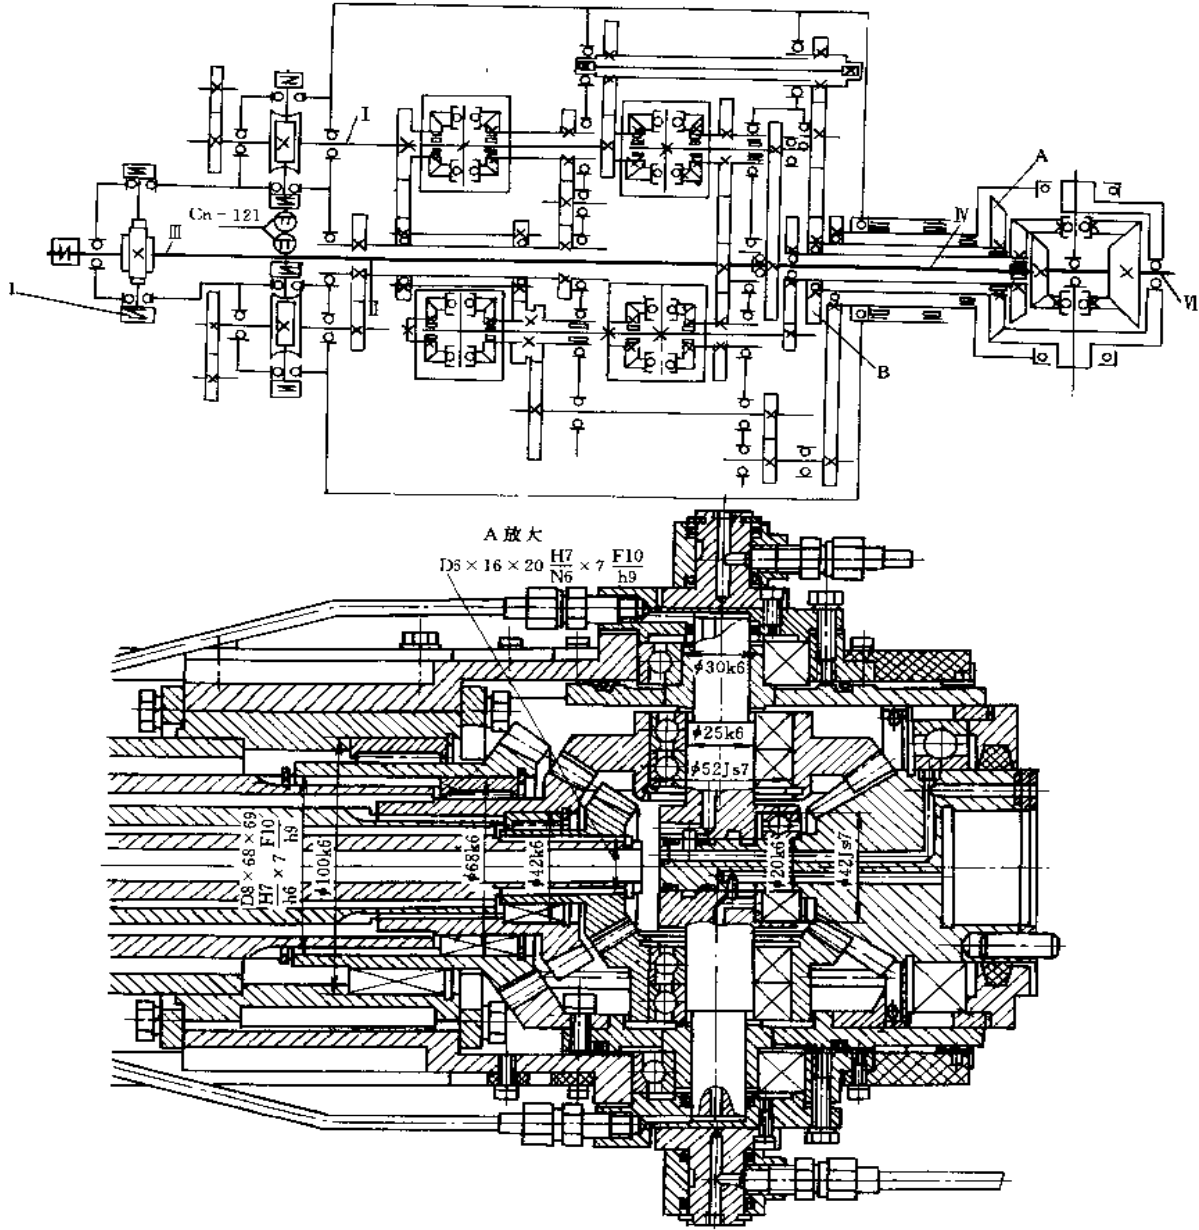 I
A
Cn-121
III
IV
1
II
VI
B
A 放大
D6×16×20 H7/N6 ×7 F10/h9
ϕ30k6
ϕ25k6
ϕ52Js7
D8×68×69
H7/h6 ×7 F10/h9
ϕ100k6
ϕ68k6
ϕ42k6
ϕ20k6
ϕ42Js7